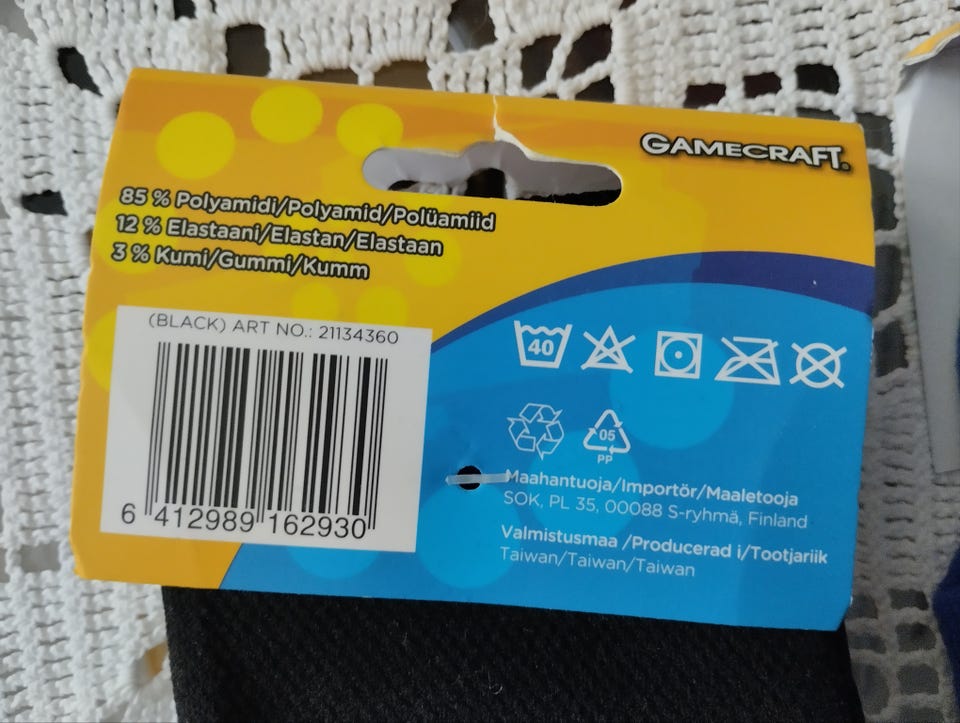 GAMECRAFT®
85 % Polyamidi/Polyamid/Polüamiid
12 % Elastaani/Elastan/Elastaan
3 % Kumi/Gummi/Kumm
(BLACK) ART NO.: 21134360
6 412989 162930
40
05
PP
Maahantuoja/Importör/Maaletooja
SOK, PL 35, 00088 S-ryhmä, Finland
Valmistusmaa /Producerad i/Tootjariik
Taiwan/Taiwan/Taiwan